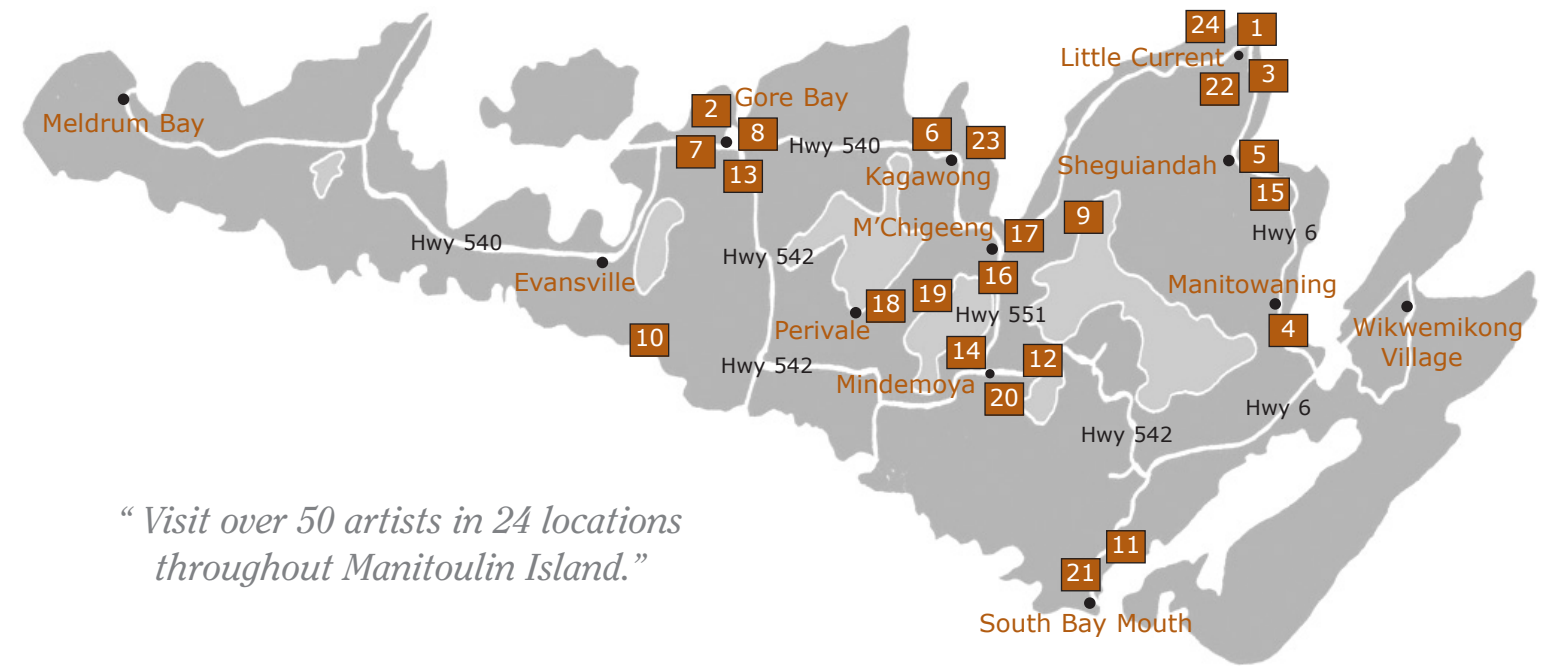 24
1
Little Current
3
22
Meldrum Bay
2
Gore Bay
8
7
Hwy 540
6
23
13
Kagawong
Sheguiandah
5
15
9
M’Chigeeng
17
Hwy 6
Hwy 540
Hwy 542
16
Evansville
18
19
Hwy 551
Manitowaning
4
Perivale
10
Wikwemikong
Village
14
12
Hwy 542
Mindemoya
20
Hwy 6
Hwy 542
“ Visit over 50 artists in 24 locations
throughout Manitoulin Island.”
11
21
South Bay Mouth